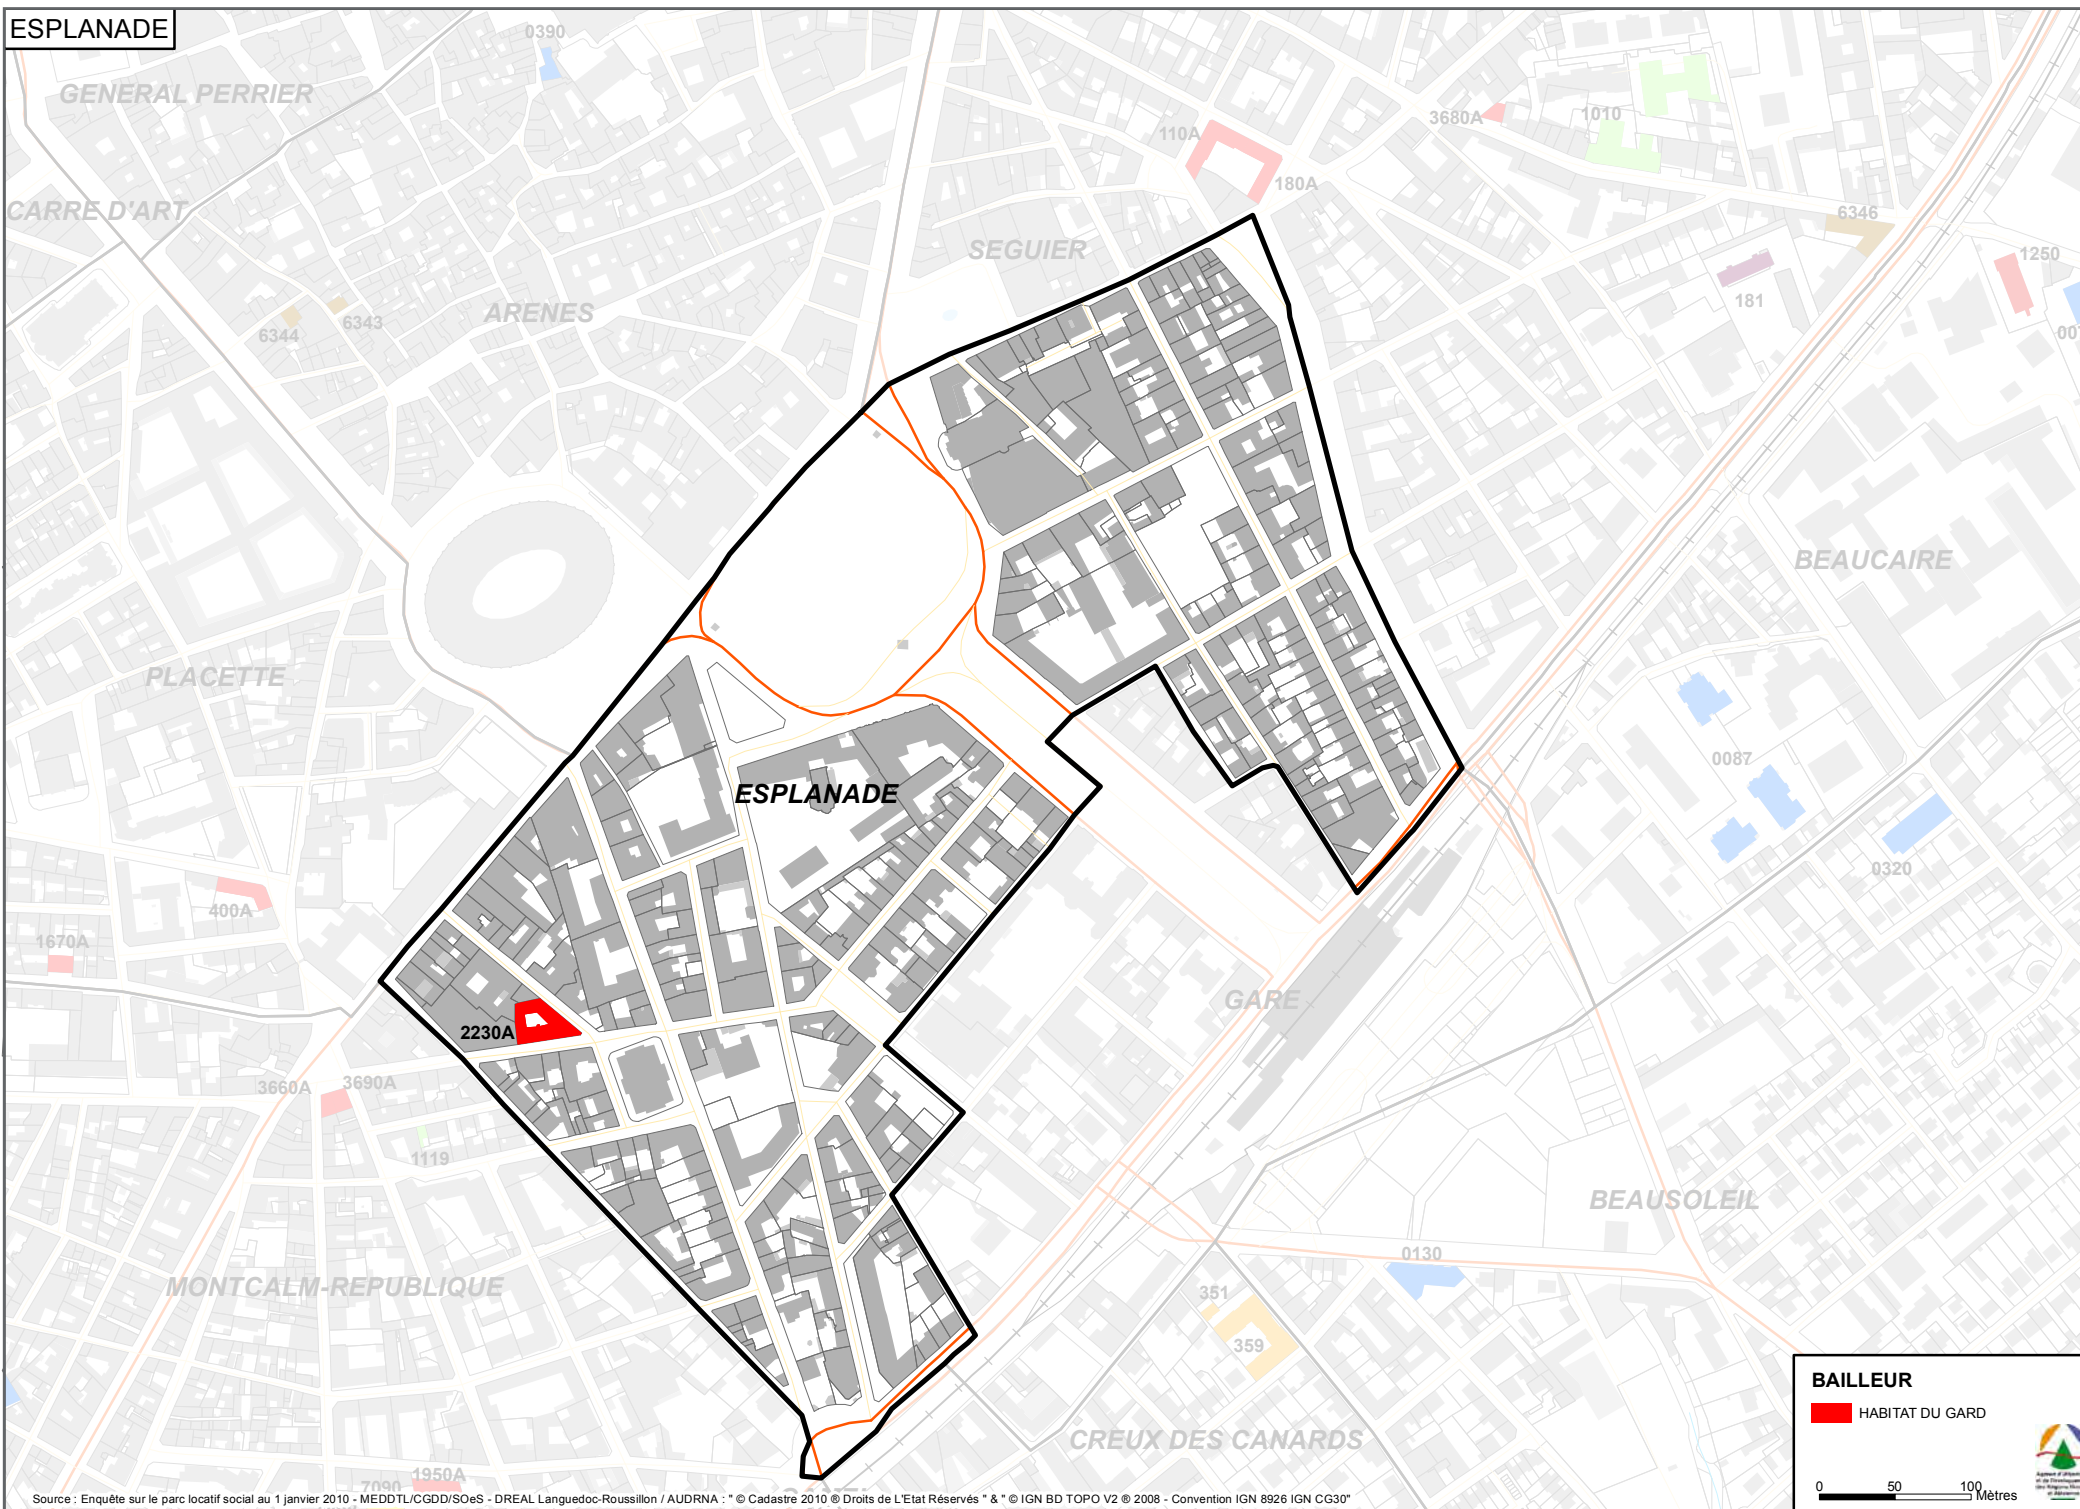 ESPLANADE
0390
GENERAL PERRIER
3680A
1010
110A
180A
CARRE D'ART
6346
SEGUIER
1250
181
ARENES
6343
6344
BEAUCAIRE
PLACETTE
0087
ESPLANADE
0320
400A
1670A
GARE
2230A
3660A
3690A
1119
BEAUSOLEIL
0130
MONTCALM-REPUBLIQUE
351
359
BAILLEUR
HABITAT DU GARD
CREUX DES CANARDS
1950A
7090
0 50 100
Mètres
Source : Enquête sur le parc locatif social au 1 janvier 2010 - MEDDTL/CGDD/SOeS - DREAL Languedoc-Roussillon / AUDRNA : " © Cadastre 2010 ® Droits de L'Etat Réservés " & " © IGN BD TOPO V2 ® 2008 - Convention IGN 8926 IGN CG30"